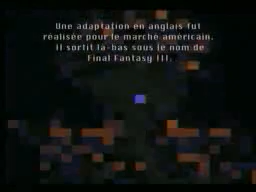 Une adaptation en anglais fut
réalisée pour le marché américain.
Il sortit là-bas sous le nom de
Final Fantasy III.